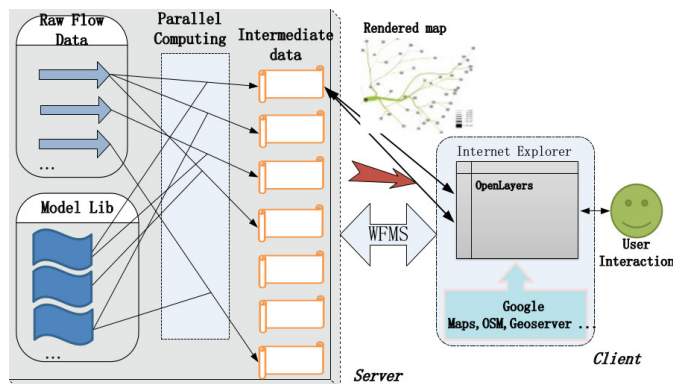 Raw Flow
Data
Parallel
Computing
Intermediate
data
Rendered map
...
Model Lib
...
Internet Explorer
OpenLayers
WFMS
User
Interaction
Google
Maps,OSM,Geoserver ...
Server
Client